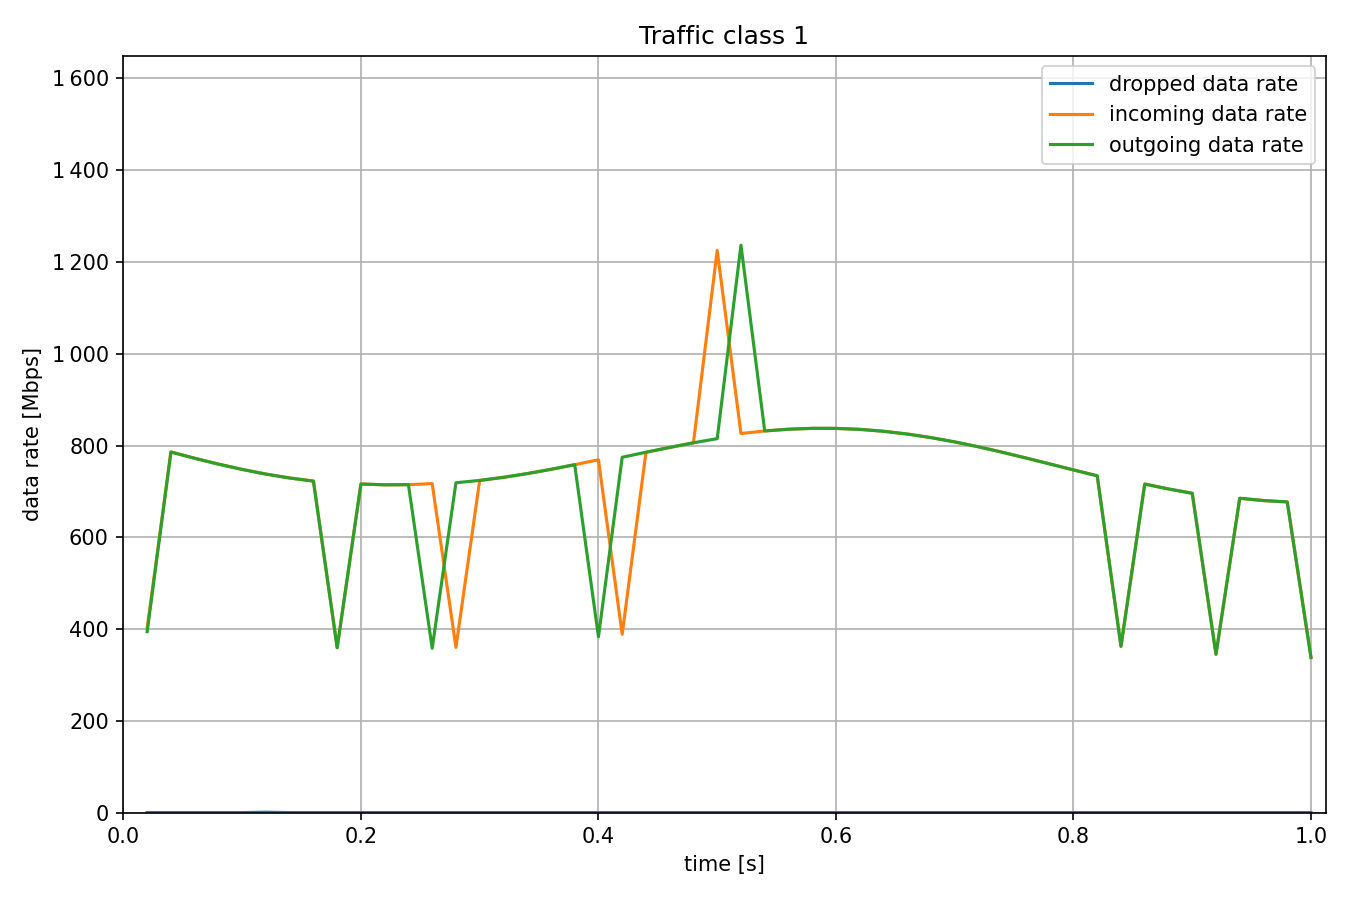 Traffic class 1
1 600
1 400
1 200
1 000
800
600
400
200
0
data rate [Mbps]
dropped data rate
incoming data rate
outgoing data rate
0.0 0.2 0.4 0.6 0.8 1.0
time [s]